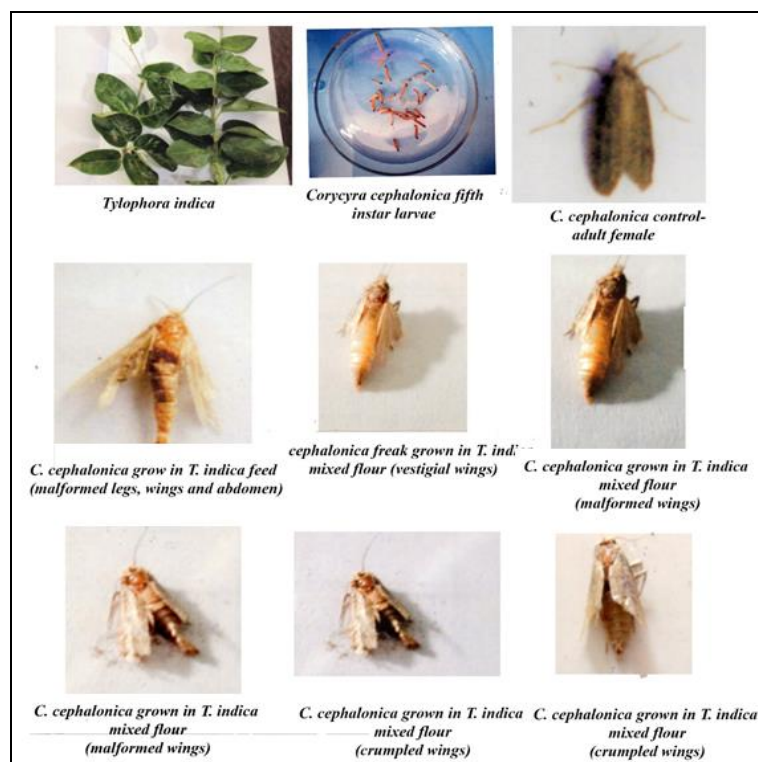 Tylophora indica
Corycyra cephalonica fifth
instar larvae
C. cephalonica control-
adult female
C. cephalonica grow in T. indica feed
(malformed legs, wings and abdomen)
cephalonica freak grown in T. indi
mixed flour (vestigial wings)
C. cephalonica grown in T. indica
mixed flour
(malformed wings)
C. cephalonica grown in T. indica
mixed flour
(malformed wings)
C. cephalonica grown in T. indica
mixed flour
(crumpled wings)
C. cephalonica grown in T. indica
mixed flour
(crumpled wings)